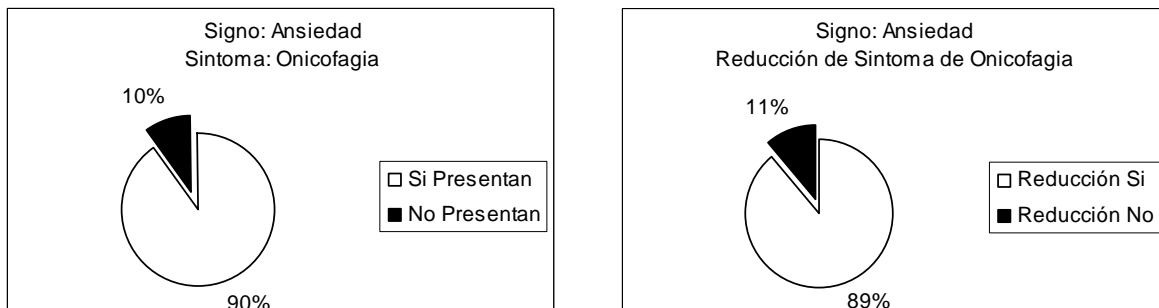 Signo: Ansiedad
Sintoma: Onicofagia
10%
Si Presentan
No Presentan
90%
Signo: Ansiedad
Reducción de Sintoma de Onicofagia
11%
Reducción Si
Reducción No
89%